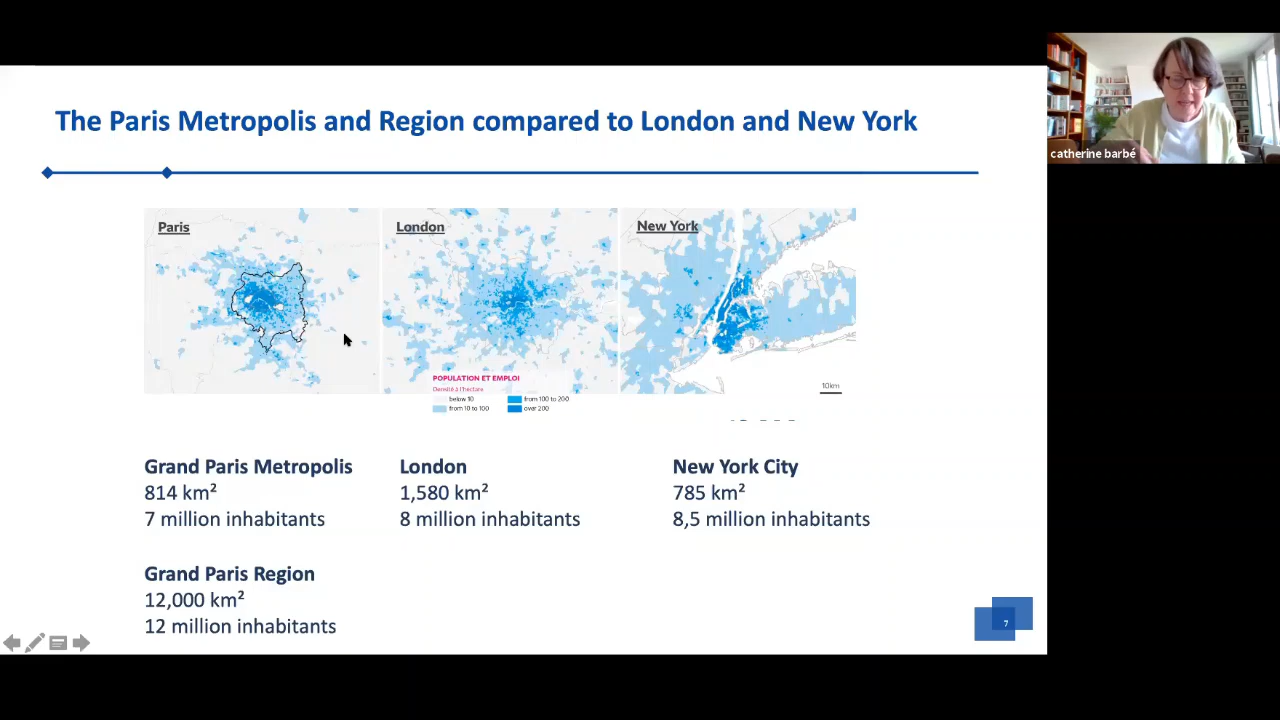 The Paris Metropolis and Region compared to London and New York
catherine barbé
Paris
London
New York
POPULATION ET EMPLOI
Densité à l'hectare
below 10
from 100 to 200
from 10 to 100
over 200
10km
Grand Paris Metropolis
814 km²
7 million inhabitants
London
1,580 km²
8 million inhabitants
New York City
785 km²
8,5 million inhabitants
Grand Paris Region
12,000 km²
12 million inhabitants
7